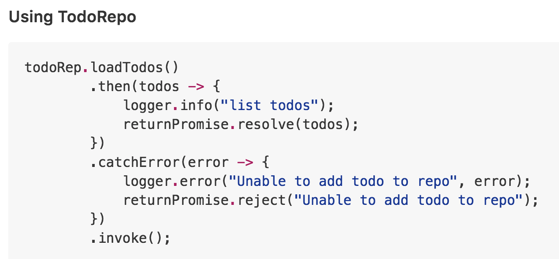 Using TodoRepo
todoRep.loadTodos()
        .then(todos -> {
            logger.info("list todos");
            returnPromise.resolve(todos);
        })
        .catchError(error -> {
            logger.error("Unable to add todo to repo", error);
            returnPromise.reject("Unable to add todo to repo");
        })
        .invoke();